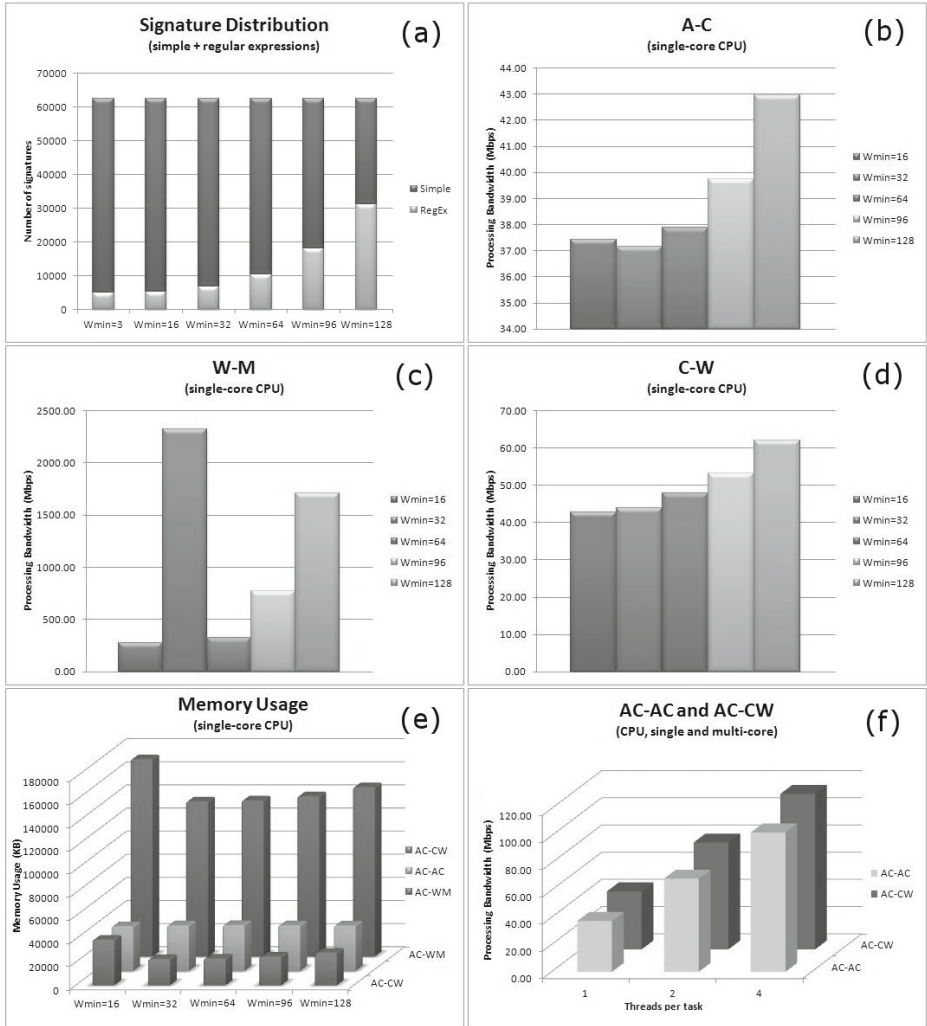 Signature Distribution
(simple + regular expressions)
(a)
Number of signatures
70000
60000
50000
40000
30000
20000
10000
0
Wmin=3 Wmin=16 Wmin=32 Wmin=64 Wmin=96 Wmin=128
Simple
RegEx
A-C
(single-core CPU)
(b)
Processing Bandwidth (Mbps)
44.00
43.00
42.00
41.00
40.00
39.00
38.00
37.00
36.00
35.00
34.00
Wmin=16
Wmin=32
Wmin=64
Wmin=96
Wmin=128
W-M
(single-core CPU)
(c)
Processing Bandwidth (Mbps)
2500.00
2000.00
1500.00
1000.00
500.00
0.00
Wmin=16
Wmin=32
Wmin=64
Wmin=96
Wmin=128
C-W
(single-core CPU)
(d)
Processing Bandwidth (Mbps)
70.00
60.00
50.00
40.00
30.00
20.00
10.00
0.00
Wmin=16
Wmin=32
Wmin=64
Wmin=96
Wmin=128
Memory Usage
(single-core CPU)
(e)
Memory Usage (KB)
180000
160000
140000
120000
100000
80000
60000
40000
20000
0
Wmin=16 Wmin=32 Wmin=64 Wmin=96 Wmin=128
AC-WM
AC-CW
AC-CW
AC-AC
AC-WM
AC-AC and AC-CW
(CPU, single and multi-core)
(f)
Processing Bandwidth (Mbps)
120.00
100.00
80.00
60.00
40.00
20.00
0.00
1 2 4
Threads per task
AC-CW
AC-AC
AC-AC
AC-CW